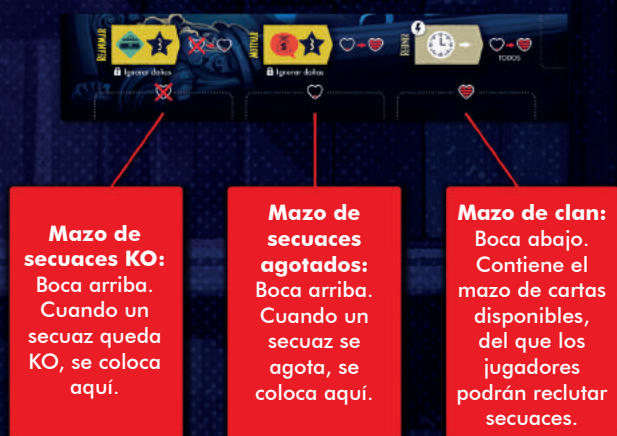 REANIMAR
3
MOTIVAR
3
REUNIR
TODOS
Ignorar daños
Ignorar daños
Mazo de
secuaces KO:
Boca arriba.
Cuando un
secuaz queda
KO, se coloca
aquí.
Mazo de
secuaces
agotados:
Boca arriba.
Cuando un
secuaz se
agota, se
coloca aquí.
Mazo de clan:
Boca abajo.
Contiene el
mazo de cartas
disponibles,
del que los
jugadores
podrán reclutar
secuaces.